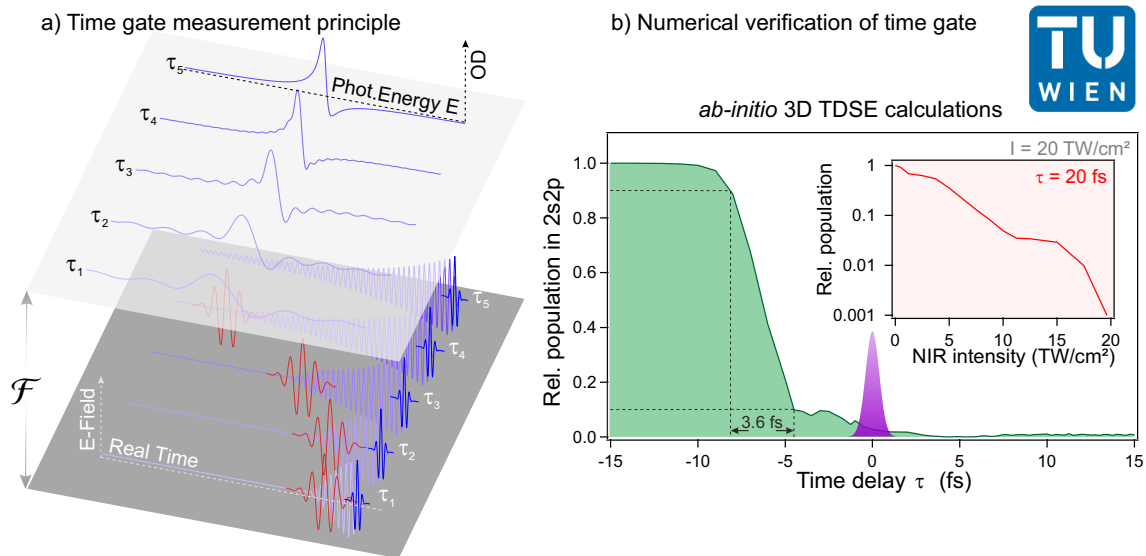 a) Time gate measurement principle
τ5
OD
Phot.Energy E
τ4
τ3
τ2
τ1
τ5
τ4
τ3
τ2
τ1
ℱ
E-Field
Real Time
b) Numerical verification of time gate
TU
WIEN
ab-initio 3D TDSE calculations
I = 20 TW/cm²
τ = 20 fs
Rel. population
1
0.1
0.01
0.001
0
5
10
15
20
NIR intensity (TW/cm²)
Rel. population in 2s2p
1.0
0.8
0.6
0.4
0.2
0.0
3.6 fs
-15
-10
-5
0
5
10
15
Time delay τ (fs)